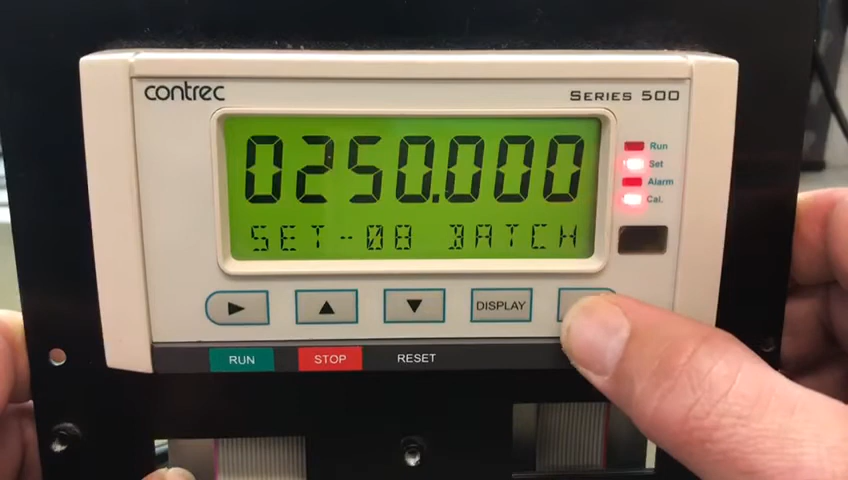 contrec
SERIES 500
0250.000
SET-08 BATCH
Run
Set
Alarm
Cal.
DISPLAY
RUN
STOP
RESET